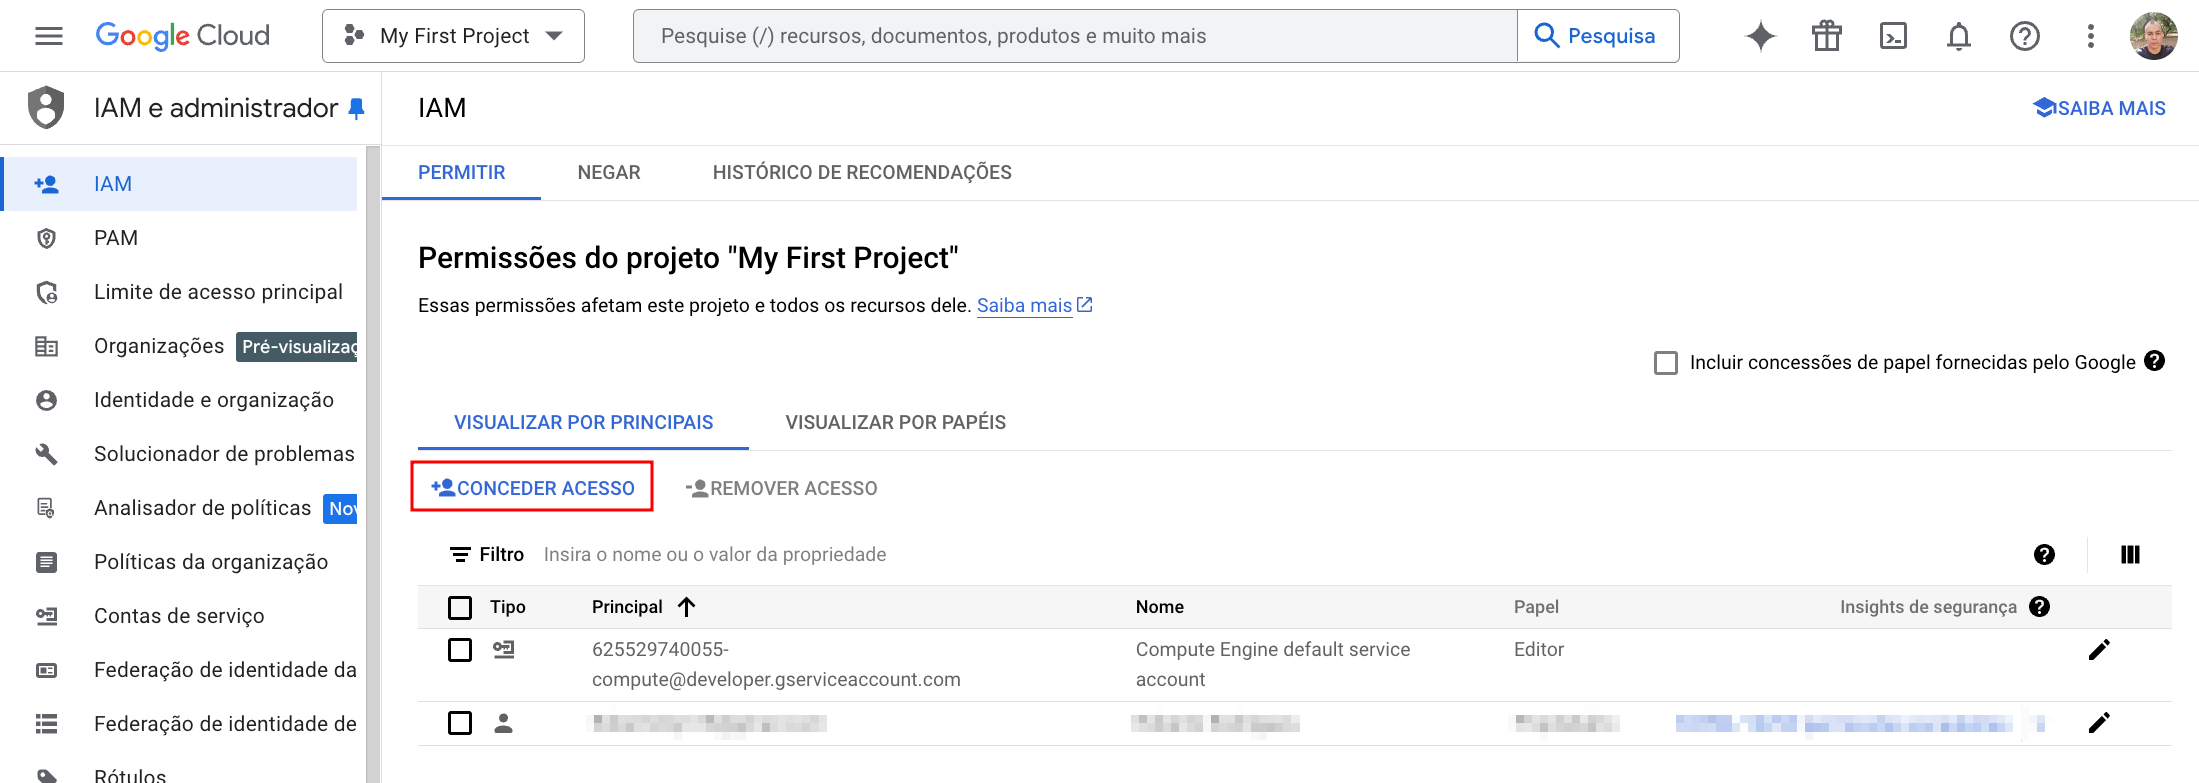 Google Cloud
My First Project
Pesquise (/) recursos, documentos, produtos e muito mais
Pesquisa
IAM e administrador
IAM
SAIBA MAIS
IAM
PAM
Limite de acesso principal
Organizações Pré-visualizaç
Identidade e organização
Solucionador de problemas
Analisador de políticas Nov
Políticas da organização
Contas de serviço
Federação de identidade da
Federação de identidade de
Rótulos
PERMITIR NEGAR HISTÓRICO DE RECOMENDAÇÕES
Permissões do projeto "My First Project"
Essas permissões afetam este projeto e todos os recursos dele. Saiba mais
Incluir concessões de papel fornecidas pelo Google
VISUALIZAR POR PRINCIPAIS VISUALIZAR POR PAPÉIS
CONCEDER ACESSO REMOVER ACESSO
Filtro Insira o nome ou o valor da propriedade
Tipo Principal Nome Papel Insights de segurança
625529740055-
compute@developer.gserviceaccount.com
Compute Engine default service
account
Editor